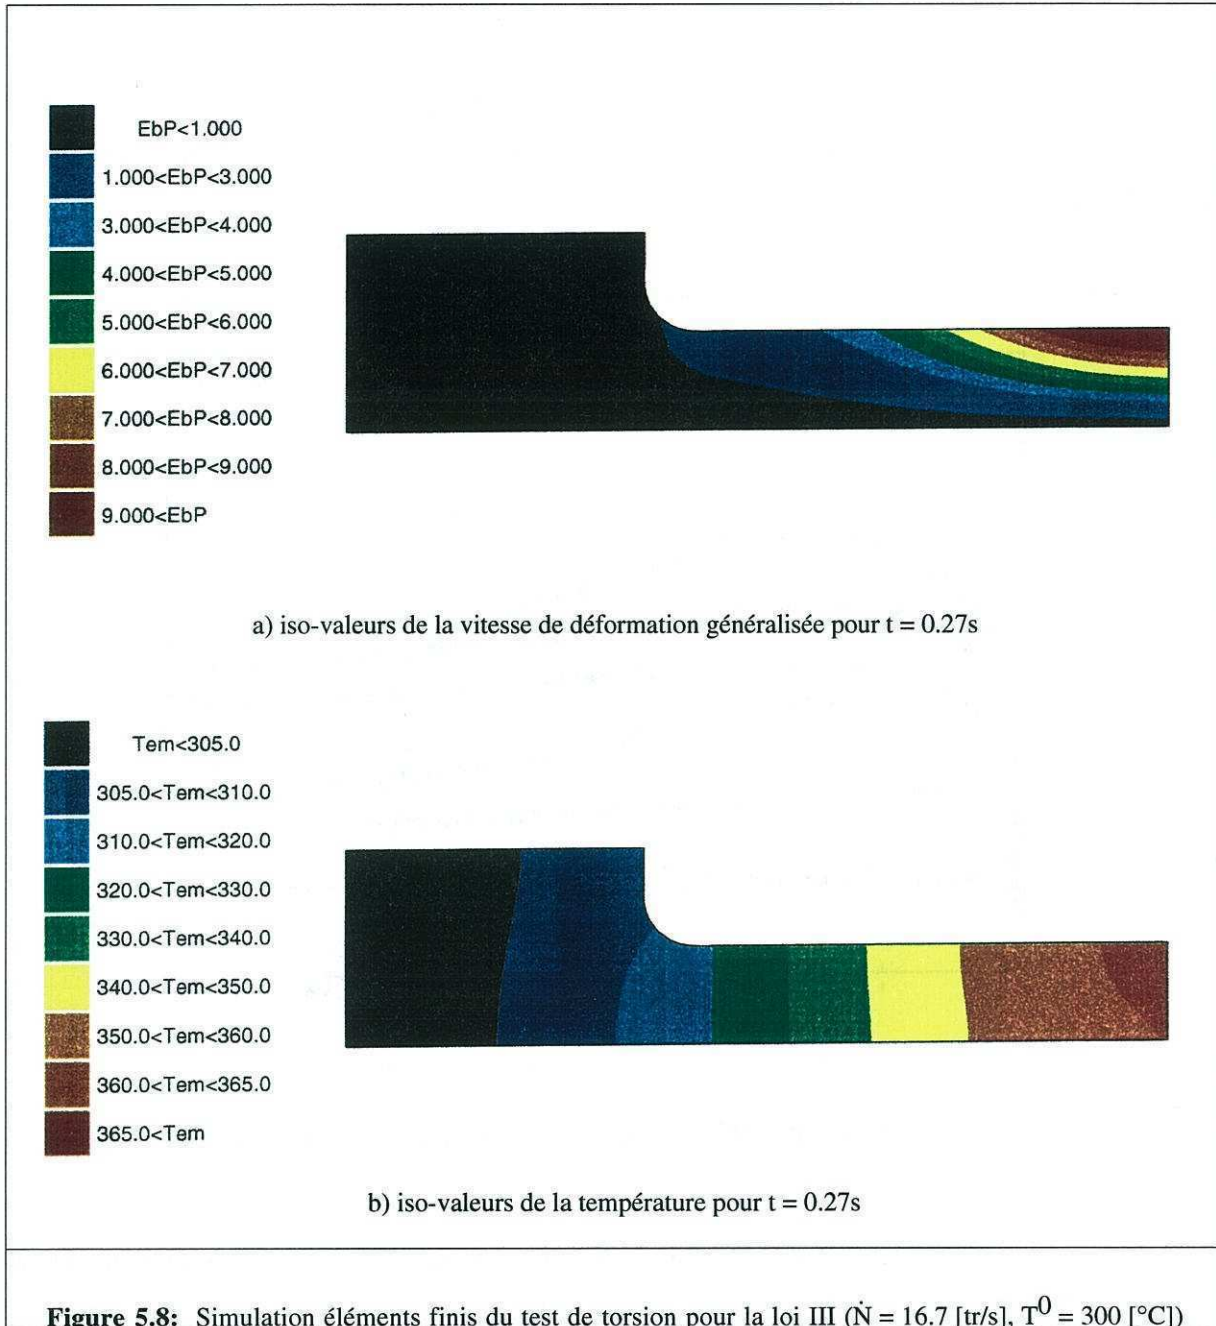 EbP<1.000
1.000<EbP<3.000
3.000<EbP<4.000
4.000<EbP<5.000
5.000<EbP<6.000
6.000<EbP<7.000
7.000<EbP<8.000
8.000<EbP<9.000
9.000<EbP
a) iso-valeurs de la vitesse de déformation généralisée pour t = 0.27s
Tem<305.0
305.0<Tem<310.0
310.0<Tem<320.0
320.0<Tem<330.0
330.0<Tem<340.0
340.0<Tem<350.0
350.0<Tem<360.0
360.0<Tem<365.0
365.0<Tem
b) iso-valeurs de la température pour t = 0.27s
Figure 5.8: Simulation éléments finis du test de torsion pour la loi III (Ṅ = 16.7 [tr/s], T⁰ = 300 [°C])